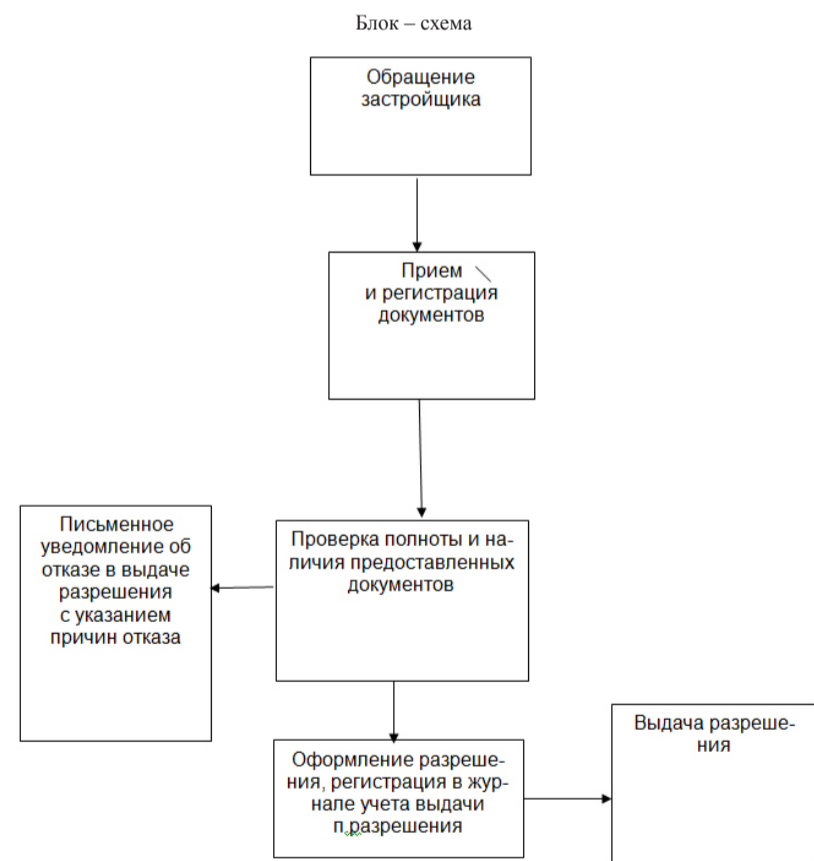 Блок – схема
Обращение
застройщика
Прием
и регистрация
документов
Письменное
уведомление об
отказе в выдаче
разрешения
с указанием
причин отказа
Проверка полноты и на-
личия предоставленных
документов
Оформление разреше-
ния, регистрация в жур-
нале учета выдачи
п.разрешения
Выдача разреше-
ния